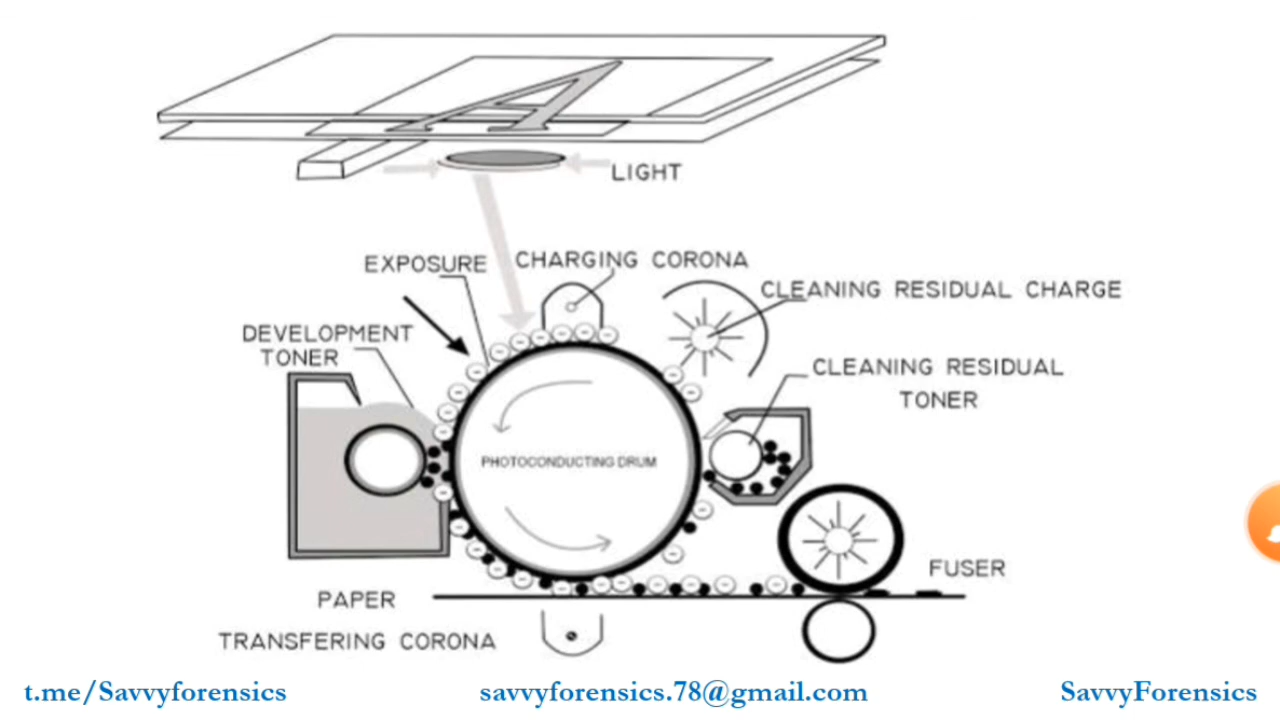 A
LIGHT
EXPOSURE
CHARGING CORONA
CLEANING RESIDUAL CHARGE
DEVELOPMENT
TONER
CLEANING RESIDUAL
TONER
PHOTOCONDUCTING DRUM
FUSER
PAPER
TRANSFERING CORONA
t.me/Savvyforensics
savvyforensics.78@gmail.com
SavvyForensics